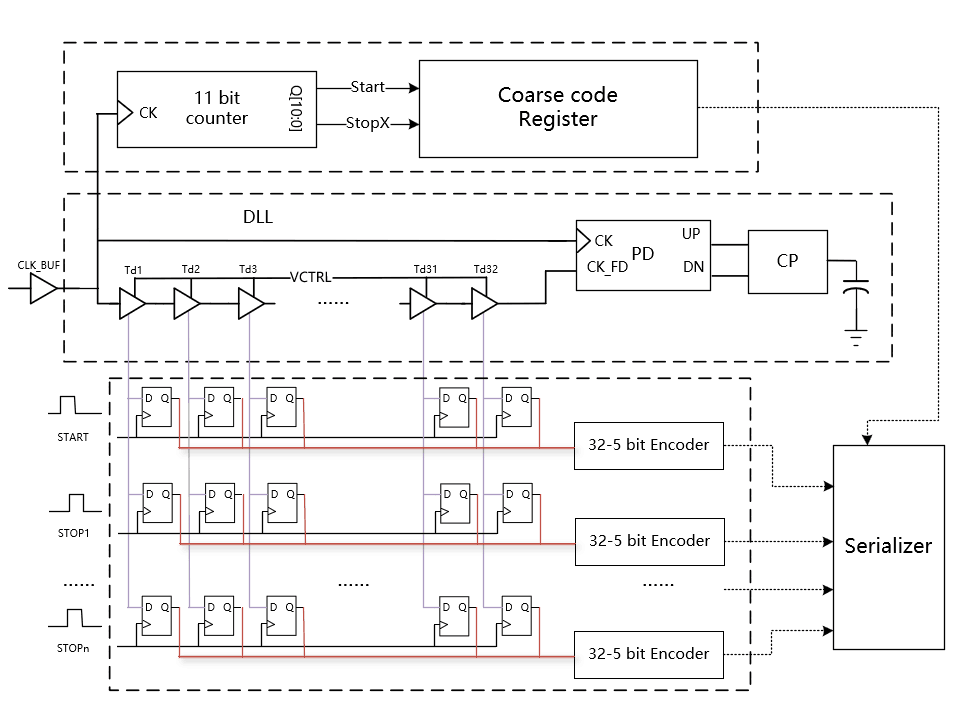 11 bit
counter
CK
Q[10:0]
Start
StopX
Coarse code
Register
DLL
CLK_BUF
Td1
Td2
Td3
VCTRL
......
Td31
Td32
CK
CK_FD
PD
UP
DN
CP
START
D Q
D Q
D Q
D Q
D Q
32-5 bit Encoder
STOP1
D Q
D Q
D Q
D Q
D Q
32-5 bit Encoder
Serializer
......
......
......
STOPn
D Q
D Q
D Q
D Q
D Q
32-5 bit Encoder